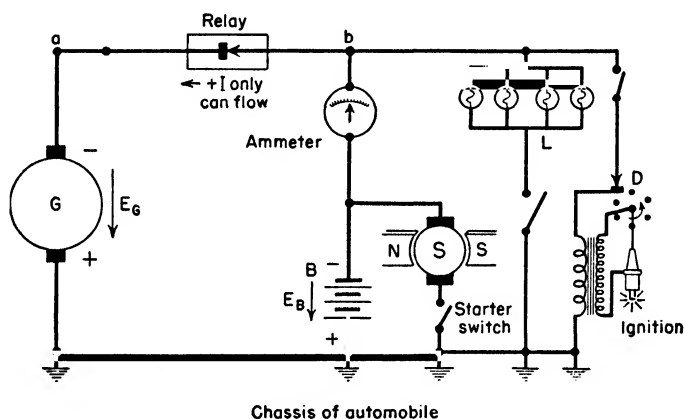 Relay
a
b
← + I only
can flow
Ammeter
L
D
G
−
E_G
+
N
S
S
B
−
E_B
+
Starter
switch
Ignition
Chassis of automobile